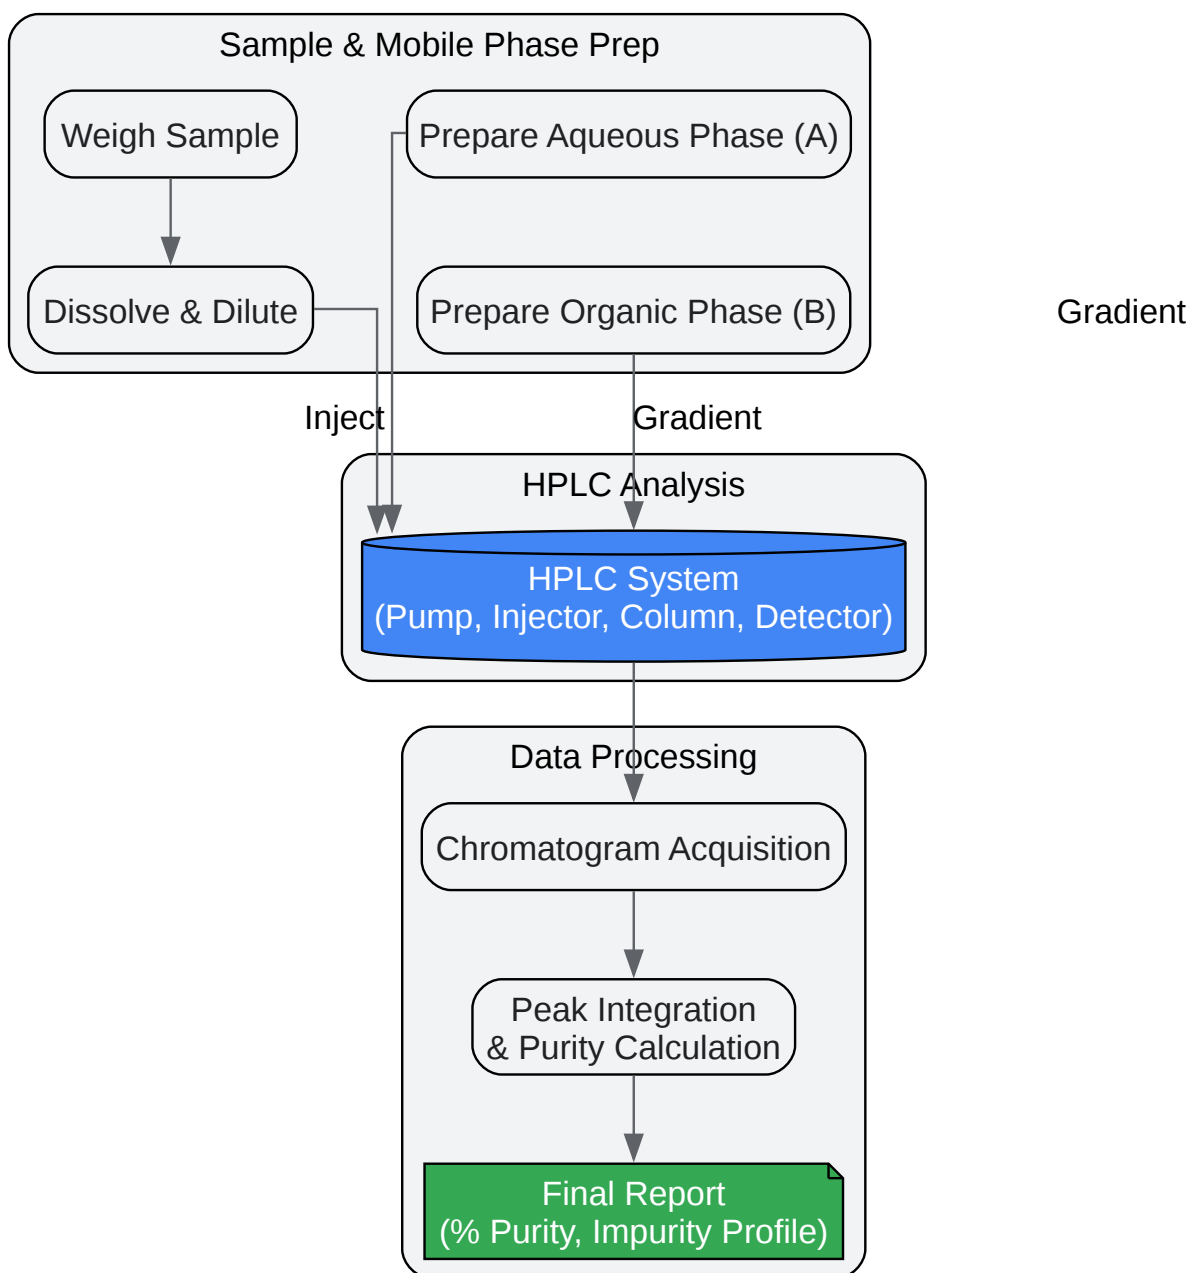 Sample & Mobile Phase Prep
Weigh Sample
Prepare Aqueous Phase (A)
Dissolve & Dilute
Prepare Organic Phase (B)
Gradient
Inject
Gradient
HPLC Analysis
HPLC System
(Pump, Injector, Column, Detector)
Data Processing
Chromatogram Acquisition
Peak Integration
& Purity Calculation
Final Report
(% Purity, Impurity Profile)